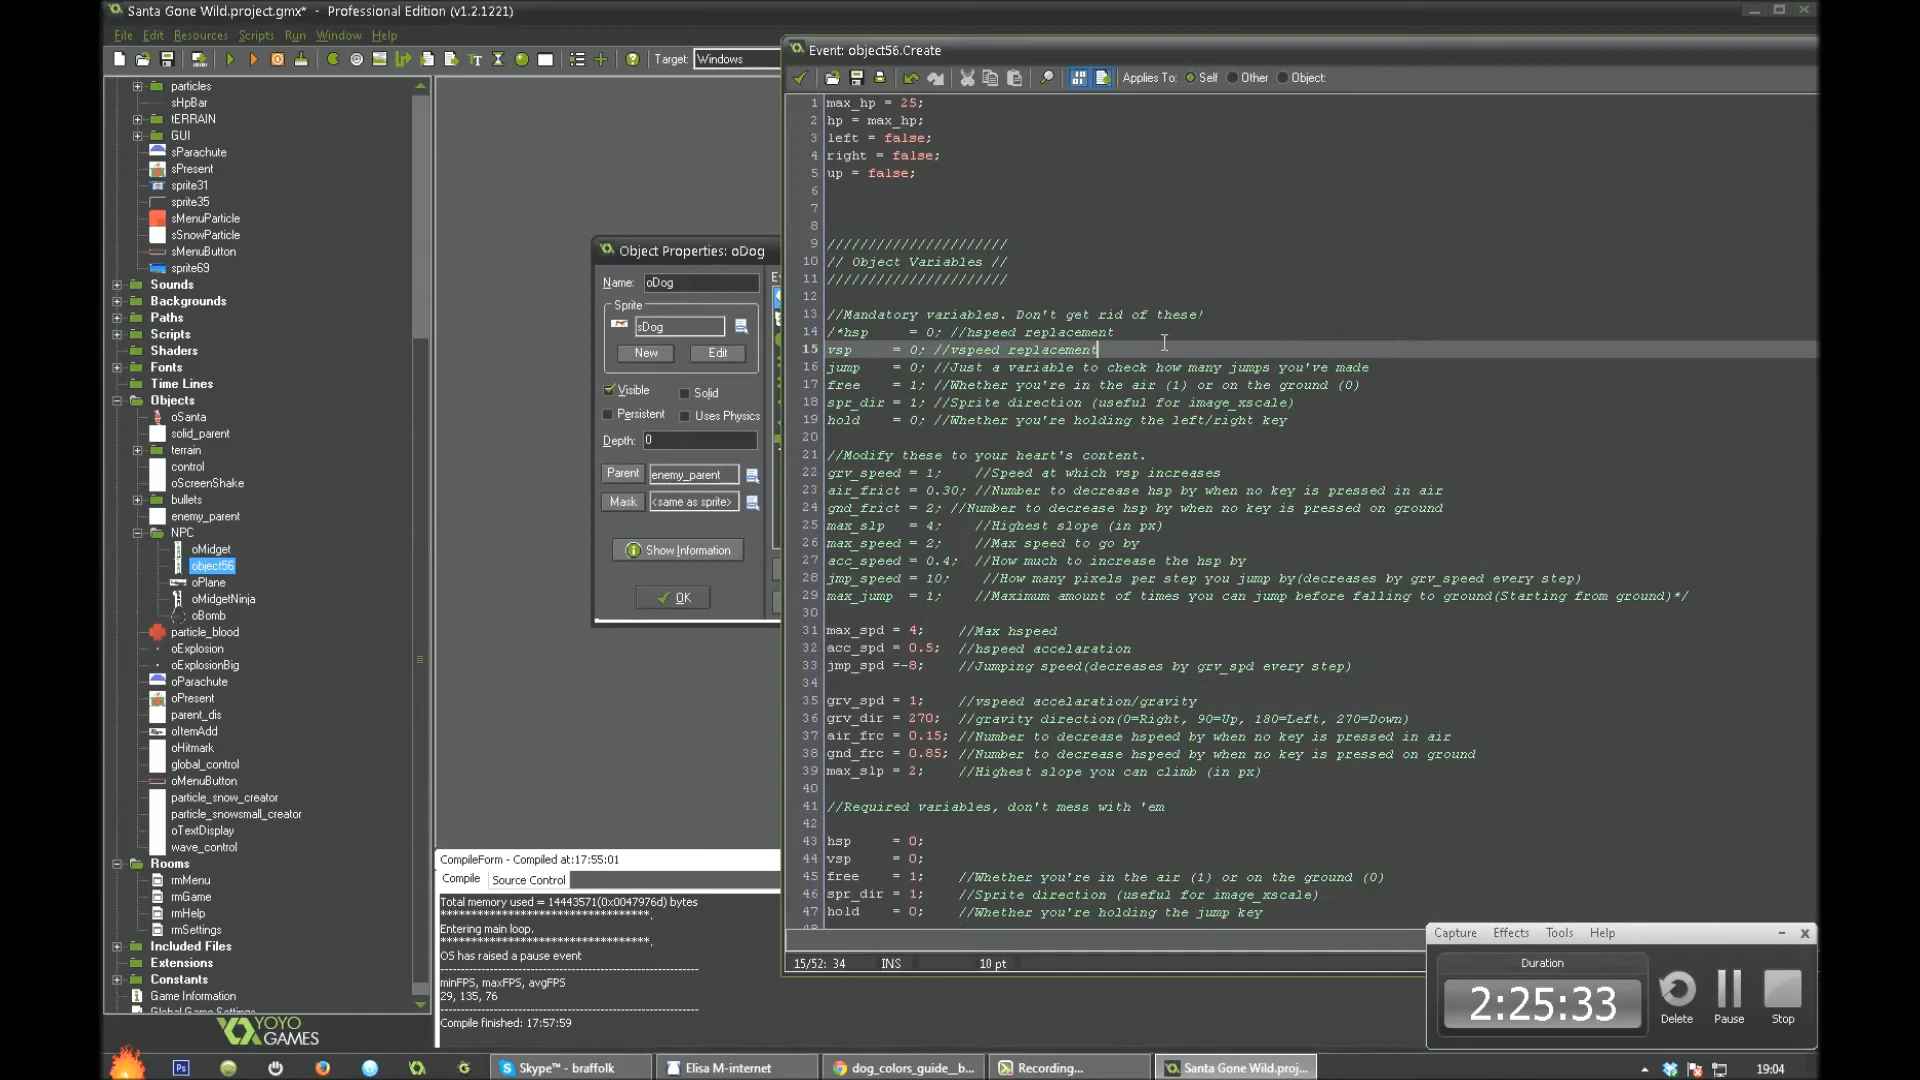 Santa Gone Wild.project.gmx* - Professional Edition (v1.2.1221)
File Edit Resources Scripts Run Window Help
Target: Windows
particles
sHpBar
tERRAIN
GUI
sParachute
sPresent
sprite31
sprite35
sMenuParticle
sSnowParticle
sMenuButton
sprite69
Sounds
Backgrounds
Paths
Scripts
Shaders
Fonts
Time Lines
Objects
oSanta
solid_parent
terrain
control
oScreenShake
bullets
enemy_parent
NPC
oMidget
object56
oPlane
oMidgetNinja
oBomb
particle_blood
oExplosion
oExplosionBig
oParachute
oPresent
parent_dis
oItemAdd
oHitmark
global_control
oMenuButton
particle_snow_creator
particle_snowsmall_creator
oTextDisplay
wave_control
Rooms
rmMenu
rmGame
rmHelp
rmSettings
Included Files
Extensions
Constants
Game Information
Global Game Settings
YOYO
GAMES
Object Properties: oDog
Name: oDog
Sprite
sDog
New Edit
Visible Solid
Persistent Uses Physics
Depth: 0
Parent enemy_parent
Mask <same as sprite>
Show Information
OK
CompileForm - Compiled at:17:55:01
Compile Source Control
Total memory used = 14443571(0x0047976d) bytes
***********************************.
Entering main loop.
***********************************.
OS has raised a pause event
minFPS, maxFPS, avgFPS
29, 135, 76
Compile finished: 17:57:59
Event: object56.Create
Applies To: Self Other Object:
1 max_hp = 25;
2 hp = max_hp;
3 left = false;
4 right = false;
5 up = false;
6
7
8
9 //////////////////////
10 // Object Variables //
11 //////////////////////
12
13 //Mandatory variables. Don't get rid of these!
14 /*hsp = 0; //hspeed replacement
15 vsp = 0; //vspeed replacement
16 jump = 0; //Just a variable to check how many jumps you've made
17 free = 1; //Whether you're in the air (1) or on the ground (0)
18 spr_dir = 1; //Sprite direction (useful for image_xscale)
19 hold = 0; //Whether you're holding the left/right key
20
21 //Modify these to your heart's content.
22 grv_speed = 1; //Speed at which vsp increases
23 air_frict = 0.30; //Number to decrease hsp by when no key is pressed in air
24 gnd_frict = 2; //Number to decrease hsp by when no key is pressed on ground
25 max_slp = 4; //Highest slope (in px)
26 max_speed = 2; //Max speed to go by
27 acc_speed = 0.4; //How much to increase the hsp by
28 jmp_speed = 10; //How many pixels per step you jump by(decreases by grv_speed every step)
29 max_jump = 1; //Maximum amount of times you can jump before falling to ground(Starting from ground)*/
30
31 max_spd = 4; //Max hspeed
32 acc_spd = 0.5; //hspeed accelaration
33 jmp_spd =-8; //Jumping speed(decreases by grv_spd every step)
34
35 grv_spd = 1; //vspeed accelaration/gravity
36 grv_dir = 270; //gravity direction(0=Right, 90=Up, 180=Left, 270=Down)
37 air_frc = 0.15; //Number to decrease hspeed by when no key is pressed in air
38 gnd_frc = 0.85; //Number to decrease hspeed by when no key is pressed on ground
39 max_slp = 2; //Highest slope you can climb (in px)
40
41 //Required variables, don't mess with 'em
42
43 hsp = 0;
44 vsp = 0;
45 free = 1; //Whether you're in the air (1) or on the ground (0)
46 spr_dir = 1; //Sprite direction (useful for image_xscale)
47 hold = 0; //Whether you're holding the jump key
15/52: 34 INS 10 pt
Capture Effects Tools Help
Duration
2:25:33
Delete Pause Stop
Skype™ - braffolk
Elisa M-internet
dog_colors_guide__b...
Recording...
Santa Gone Wild.proj...
19:04